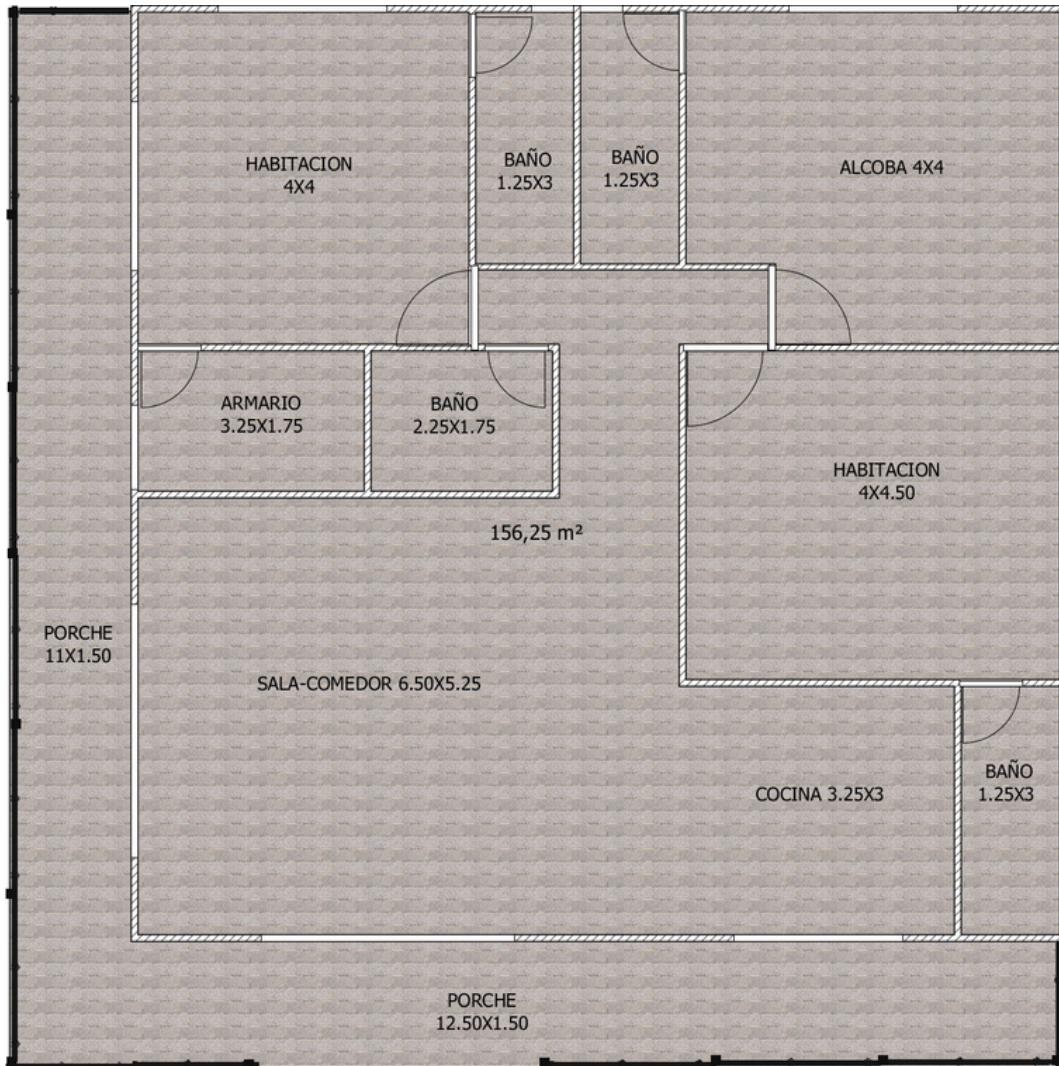 HABITACION
4X4
BAÑO
1.25X3
BAÑO
1.25X3
ALCOBA 4X4
ARMARIO
3.25X1.75
BAÑO
2.25X1.75
HABITACION
4X4.50
156,25 m²
PORCHE
11X1.50
SALA-COMEDOR 6.50X5.25
COCINA 3.25X3
BAÑO
1.25X3
PORCHE
12.50X1.50